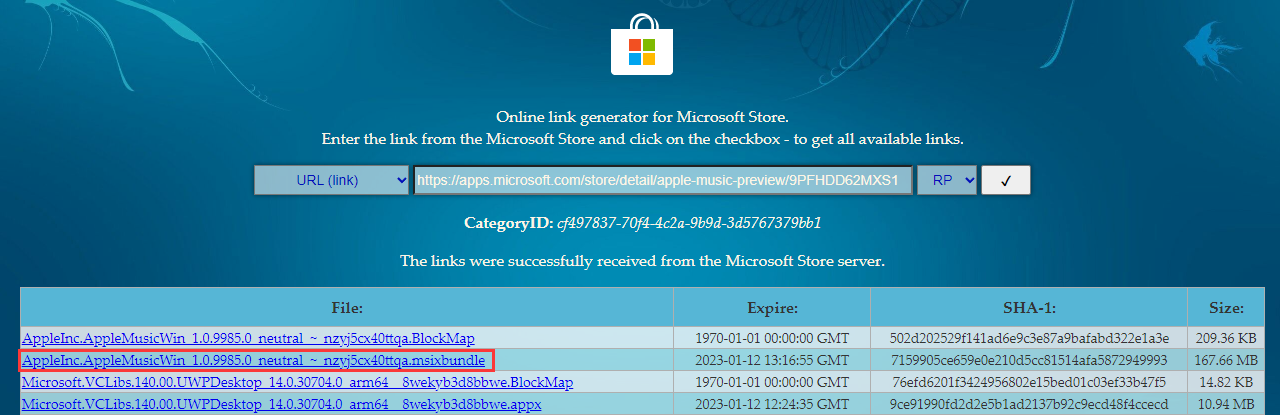 Online link generator for Microsoft Store.
Enter the link from the Microsoft Store and click on the checkbox - to get all available links.
URL (link) https://apps.microsoft.com/store/detail/apple-music-preview/9PFHDD62MXS1 RP ✓
CategoryID: cf497837-70f4-4c2a-9b9d-3d5767379bb1
The links were successfully received from the Microsoft Store server.
File: Expire: SHA-1: Size:
AppleInc.AppleMusicWin_1.0.9985.0_neutral_~_nzyj5cx40ttqa.BlockMap 1970-01-01 00:00:00 GMT 502d202529f141ad6e9c3e87a9bafabd322e1a3e 209.36 KB
AppleInc.AppleMusicWin_1.0.9985.0_neutral_~_nzyj5cx40ttqa.msixbundle 2023-01-12 13:16:55 GMT 7159905ce659e0e210d5cc81514afa5872949993 167.66 MB
Microsoft.VCLibs.140.00.UWPDesktop_14.0.30704.0_arm64__8wekyb3d8bbwe.BlockMap 1970-01-01 00:00:00 GMT 76efd6201f3424956802e15bed01c03ef33b47f5 14.82 KB
Microsoft.VCLibs.140.00.UWPDesktop_14.0.30704.0_arm64__8wekyb3d8bbwe.appx 2023-01-12 12:24:35 GMT 9ce91990fd2d2e5b1ad2137b92c9ecd48f4ccecd 10.94 MB